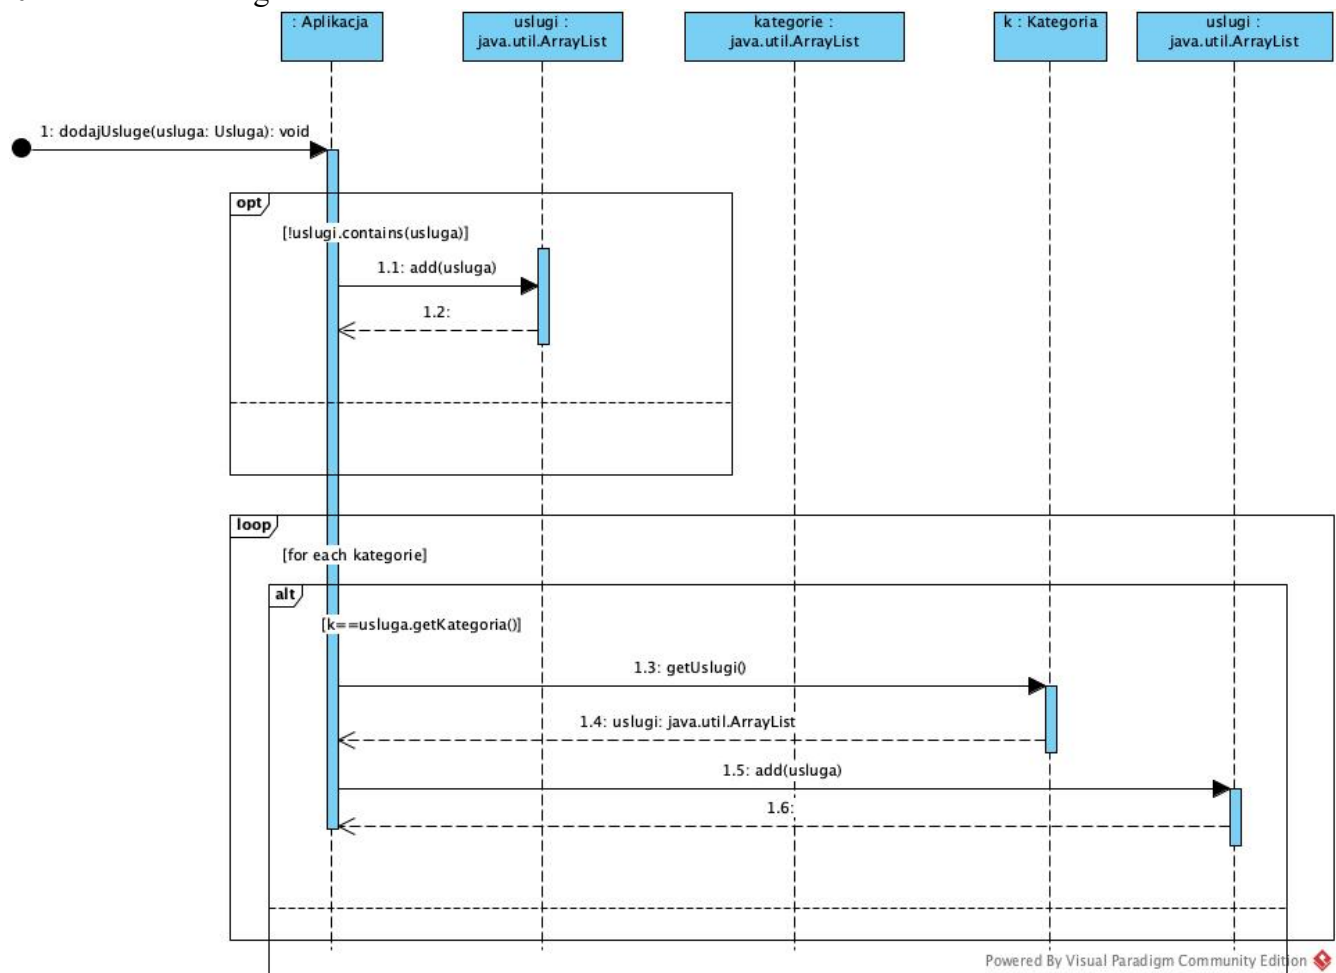 : Aplikacja
uslugi :
java.util.ArrayList
kategorie :
java.util.ArrayList
k : Kategoria
uslugi :
java.util.ArrayList
1: dodajUsluge(usluga: Usluga): void
opt
[!uslugi.contains(usluga)]
1.1: add(usluga)
1.2:
loop
[for each kategorie]
alt
[k==usluga.getKategoria()]
1.3: getUslugi()
1.4: uslugi: java.util.ArrayList
1.5: add(usluga)
1.6:
Powered By Visual Paradigm Community Edition